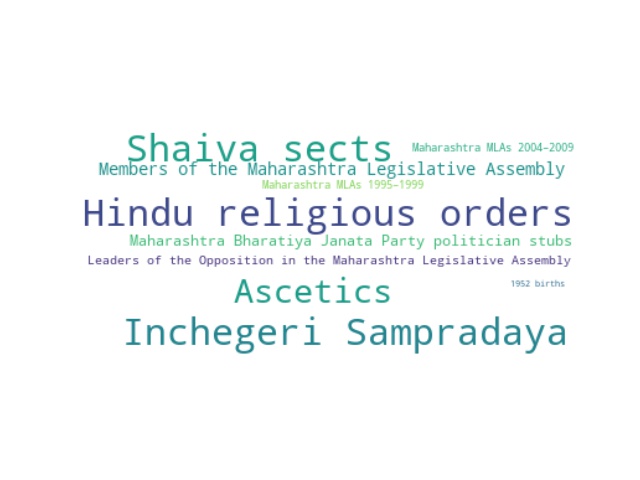 Shaiva sects
Maharashtra MLAs 2004–2009
Members of the Maharashtra Legislative Assembly
Maharashtra MLAs 1995–1999
Hindu religious orders
Maharashtra Bharatiya Janata Party politician stubs
Leaders of the Opposition in the Maharashtra Legislative Assembly
Ascetics
1952 births
Inchegeri Sampradaya